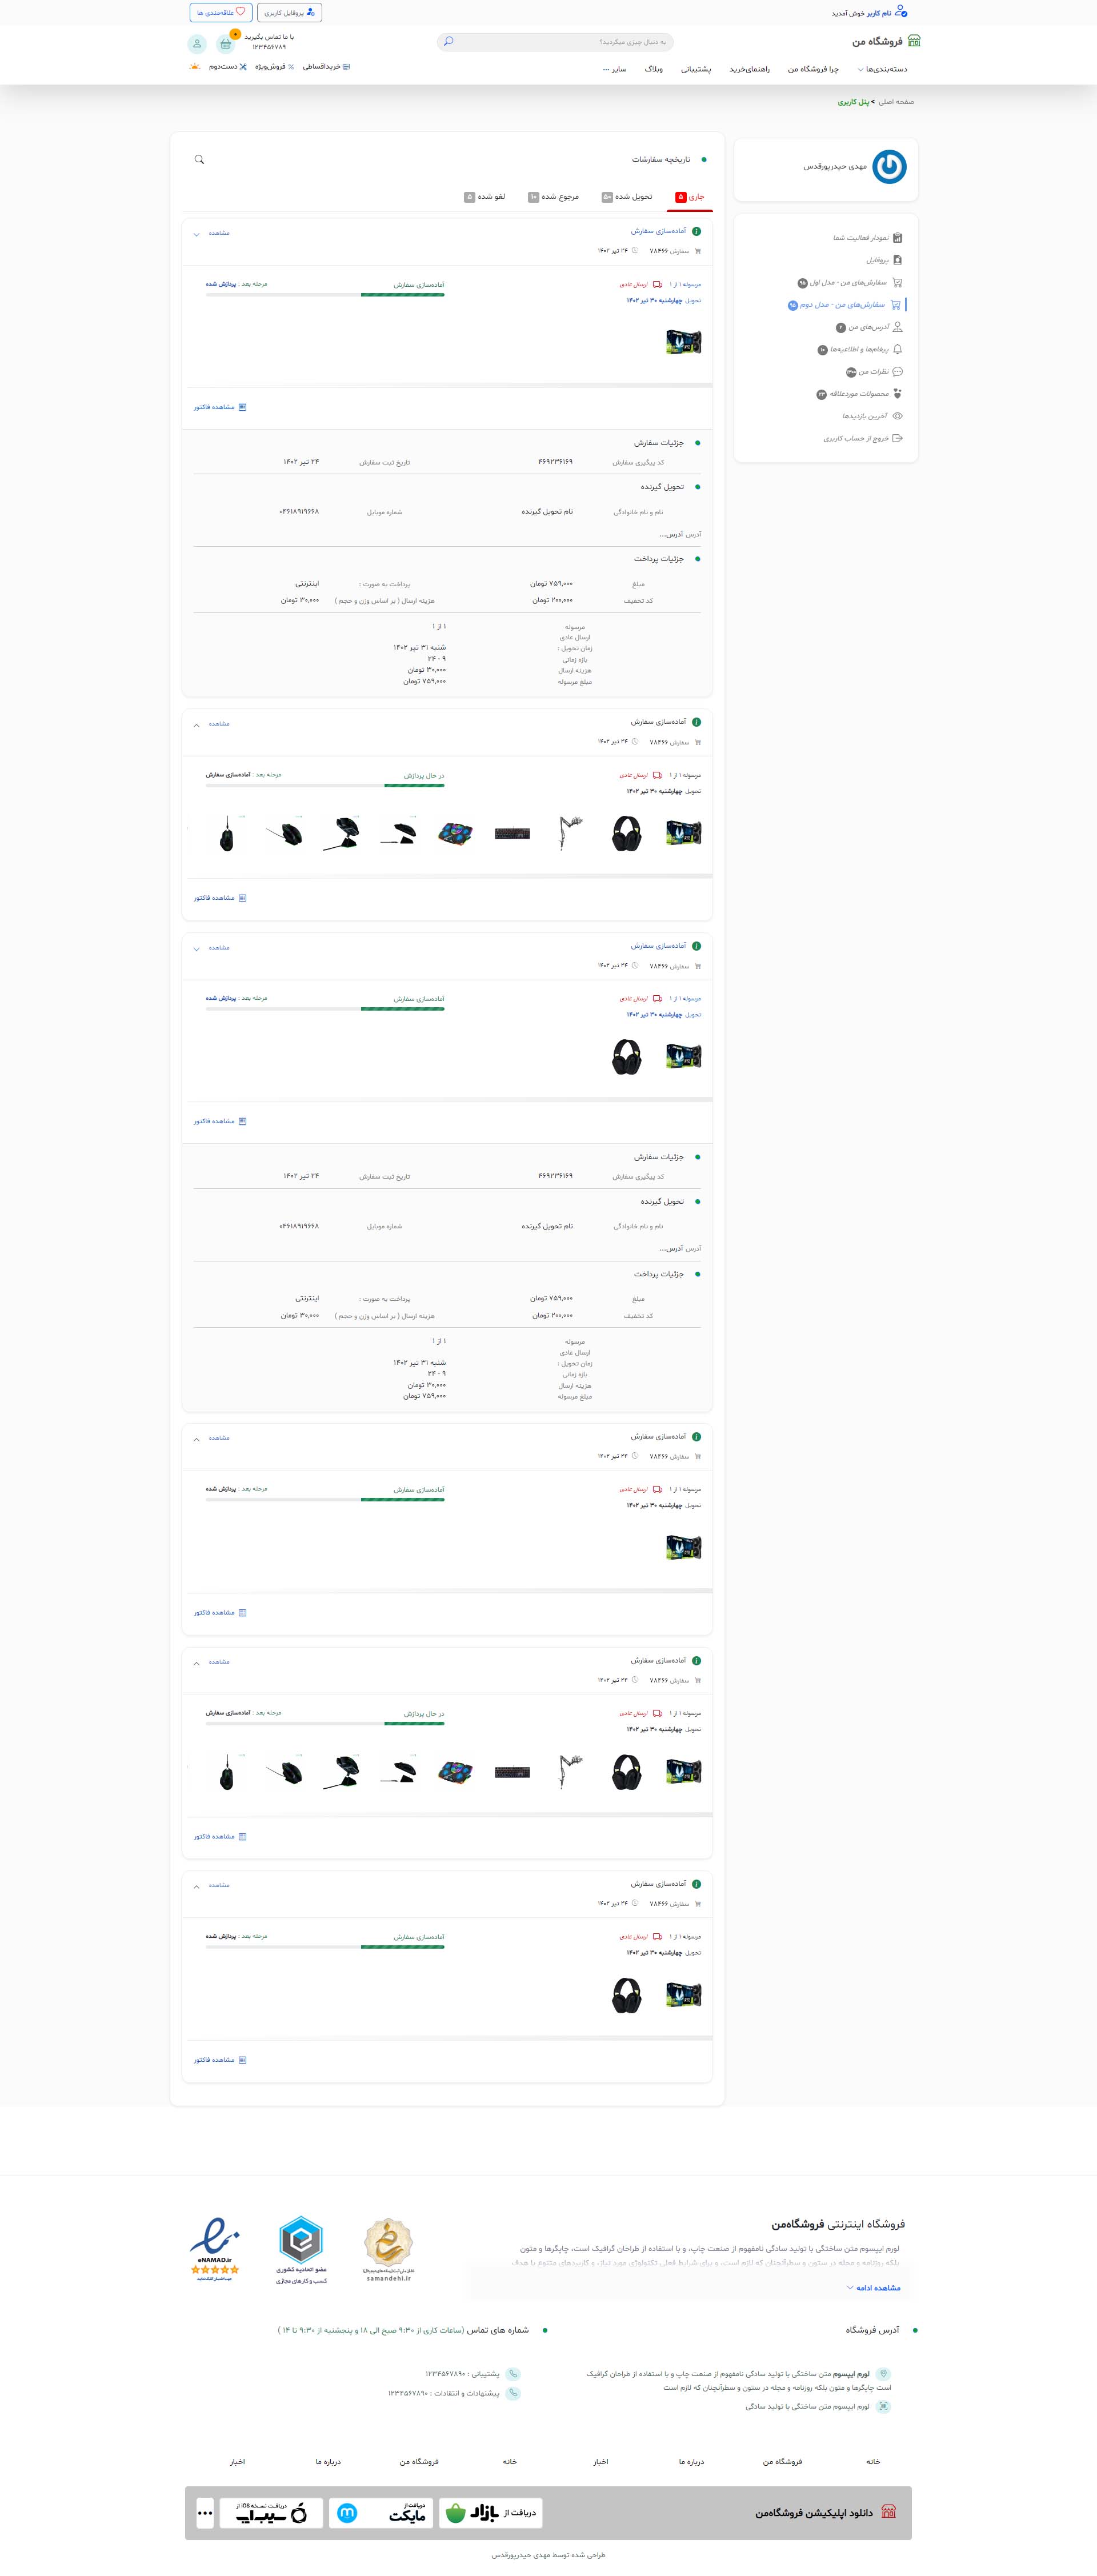 نام کاربر خوش آمدید
پروفایل کاربری
علاقه‌مندی ها
فروشگاه من
به دنبال چیزی میگردید؟
با ما تماس بگیرید
۱۲۳۴۵۶۷۸۹
۰
دسته‌بندی‌ها
چرا فروشگاه من
راهنمای‌خرید
پشتیبانی
وبلاگ
سایر ···
خریداقساطی
فروش‌ویژه
دست‌دوم
صفحه اصلی > پنل کاربری
مهدی حیدرپورقدس
نمودار فعالیت شما
پروفایل
سفارش‌های من - مدل اول ۹۵
سفارش‌های من - مدل دوم ۹۵
آدرس‌های من ۲
پیغام‌ها و اطلاعیه‌ها ۱۰
نظرات من
محصولات موردعلاقه ۲۳
آخرین بازدیدها
خروج از حساب کاربری
تاریخچه سفارشات
جاری ۵
تحویل شده ۵۰
مرجوع شده ۱۰
لغو شده ۵
آماده‌سازی سفارش
مشاهده
سفارش ۷۸۴۶۶
۲۴ تیر ۱۴۰۲
مرسوله ۱ از ۱
ارسال عادی
آماده‌سازی سفارش
مرحله بعد : پردازش شده
تحویل چهارشنبه ۳۰ تیر ۱۴۰۲
مشاهده فاکتور
جزئیات سفارش
کد پیگیری سفارش
۴۶۹۲۳۶۱۶۹
تاریخ ثبت سفارش
۲۴ تیر ۱۴۰۲
تحویل گیرنده
نام و نام خانوادگی
نام تحویل گیرنده
شماره موبایل
۰۴۶۱۸۹۱۹۶۶۸
آدرس آدرس...
جزئیات پرداخت
مبلغ
۷۵۹,۰۰۰ تومان
پرداخت به صورت :
اینترنتی
کد تخفیف
۲۰۰,۰۰۰ تومان
هزینه ارسال ( بر اساس وزن و حجم )
۳۰,۰۰۰ تومان
مرسوله
۱ از ۱
ارسال عادی
زمان تحویل :
شنبه ۳۱ تیر ۱۴۰۲
بازه زمانی
۹ - ۲۴
هزینه ارسال
۳۰,۰۰۰ تومان
مبلغ مرسوله
۷۵۹,۰۰۰ تومان
آماده‌سازی سفارش
مشاهده
سفارش ۷۸۴۶۶
۲۴ تیر ۱۴۰۲
مرسوله ۱ از ۱
ارسال عادی
در حال پردازش
مرحله بعد : آماده‌سازی سفارش
تحویل چهارشنبه ۳۰ تیر ۱۴۰۲
مشاهده فاکتور
آماده‌سازی سفارش
مشاهده
سفارش ۷۸۴۶۶
۲۴ تیر ۱۴۰۲
مرسوله ۱ از ۱
ارسال عادی
آماده‌سازی سفارش
مرحله بعد : پردازش شده
تحویل چهارشنبه ۳۰ تیر ۱۴۰۲
مشاهده فاکتور
جزئیات سفارش
کد پیگیری سفارش
۴۶۹۲۳۶۱۶۹
تاریخ ثبت سفارش
۲۴ تیر ۱۴۰۲
تحویل گیرنده
نام و نام خانوادگی
نام تحویل گیرنده
شماره موبایل
۰۴۶۱۸۹۱۹۶۶۸
آدرس آدرس...
جزئیات پرداخت
مبلغ
۷۵۹,۰۰۰ تومان
پرداخت به صورت :
اینترنتی
کد تخفیف
۲۰۰,۰۰۰ تومان
هزینه ارسال ( بر اساس وزن و حجم )
۳۰,۰۰۰ تومان
مرسوله
۱ از ۱
ارسال عادی
زمان تحویل :
شنبه ۳۱ تیر ۱۴۰۲
بازه زمانی
۹ - ۲۴
هزینه ارسال
۳۰,۰۰۰ تومان
مبلغ مرسوله
۷۵۹,۰۰۰ تومان
آماده‌سازی سفارش
مشاهده
سفارش ۷۸۴۶۶
۲۴ تیر ۱۴۰۲
مرسوله ۱ از ۱
ارسال عادی
آماده‌سازی سفارش
مرحله بعد : پردازش شده
تحویل چهارشنبه ۳۰ تیر ۱۴۰۲
مشاهده فاکتور
آماده‌سازی سفارش
مشاهده
سفارش ۷۸۴۶۶
۲۴ تیر ۱۴۰۲
مرسوله ۱ از ۱
ارسال عادی
در حال پردازش
مرحله بعد : آماده‌سازی سفارش
تحویل چهارشنبه ۳۰ تیر ۱۴۰۲
مشاهده فاکتور
آماده‌سازی سفارش
مشاهده
سفارش ۷۸۴۶۶
۲۴ تیر ۱۴۰۲
مرسوله ۱ از ۱
ارسال عادی
آماده‌سازی سفارش
مرحله بعد : پردازش شده
تحویل چهارشنبه ۳۰ تیر ۱۴۰۲
مشاهده فاکتور
فروشگاه اینترنتی فروشگاه‌من
لورم ایپسوم متن ساختگی با تولید سادگی نامفهوم از صنعت چاپ، و با استفاده از طراحان گرافیک است، چاپگرها و متون
بلکه روزنامه و مجله در ستون و سطرآنچنان که لازم است، و برای شرایط فعلی تکنولوژی مورد نیاز، و کاربردهای متنوع با هدف
مشاهده ادامه
samandehi.ir
عضو اتحادیه کشوری
کسب و کارهای مجازی
eNAMAD.ir
آدرس فروشگاه
لورم ایپسوم متن ساختگی با تولید سادگی نامفهوم از صنعت چاپ و با استفاده از طراحان گرافیک
است چاپگرها و متون بلکه روزنامه و مجله در ستون و سطرآنچنان که لازم است
لورم ایپسوم متن ساختگی با تولید سادگی
شماره های تماس (ساعات کاری از ۹:۳۰ صبح الی ۱۸ و پنجشنبه از ۹:۳۰ تا ۱۴ )
پشتیبانی : ۱۲۳۴۵۶۷۸۹۰
پیشنهادات و انتقادات : ۱۲۳۴۵۶۷۸۹۰
خانه
فروشگاه من
درباره ما
اخبار
خانه
فروشگاه من
درباره ما
اخبار
دانلود اپلیکیشن فروشگاه‌من
دریافت از بازار
دریافت از
مایکت
دریافت نسخه iOS از
سیب‌اپ
طراحی شده توسط مهدی حیدرپورقدس